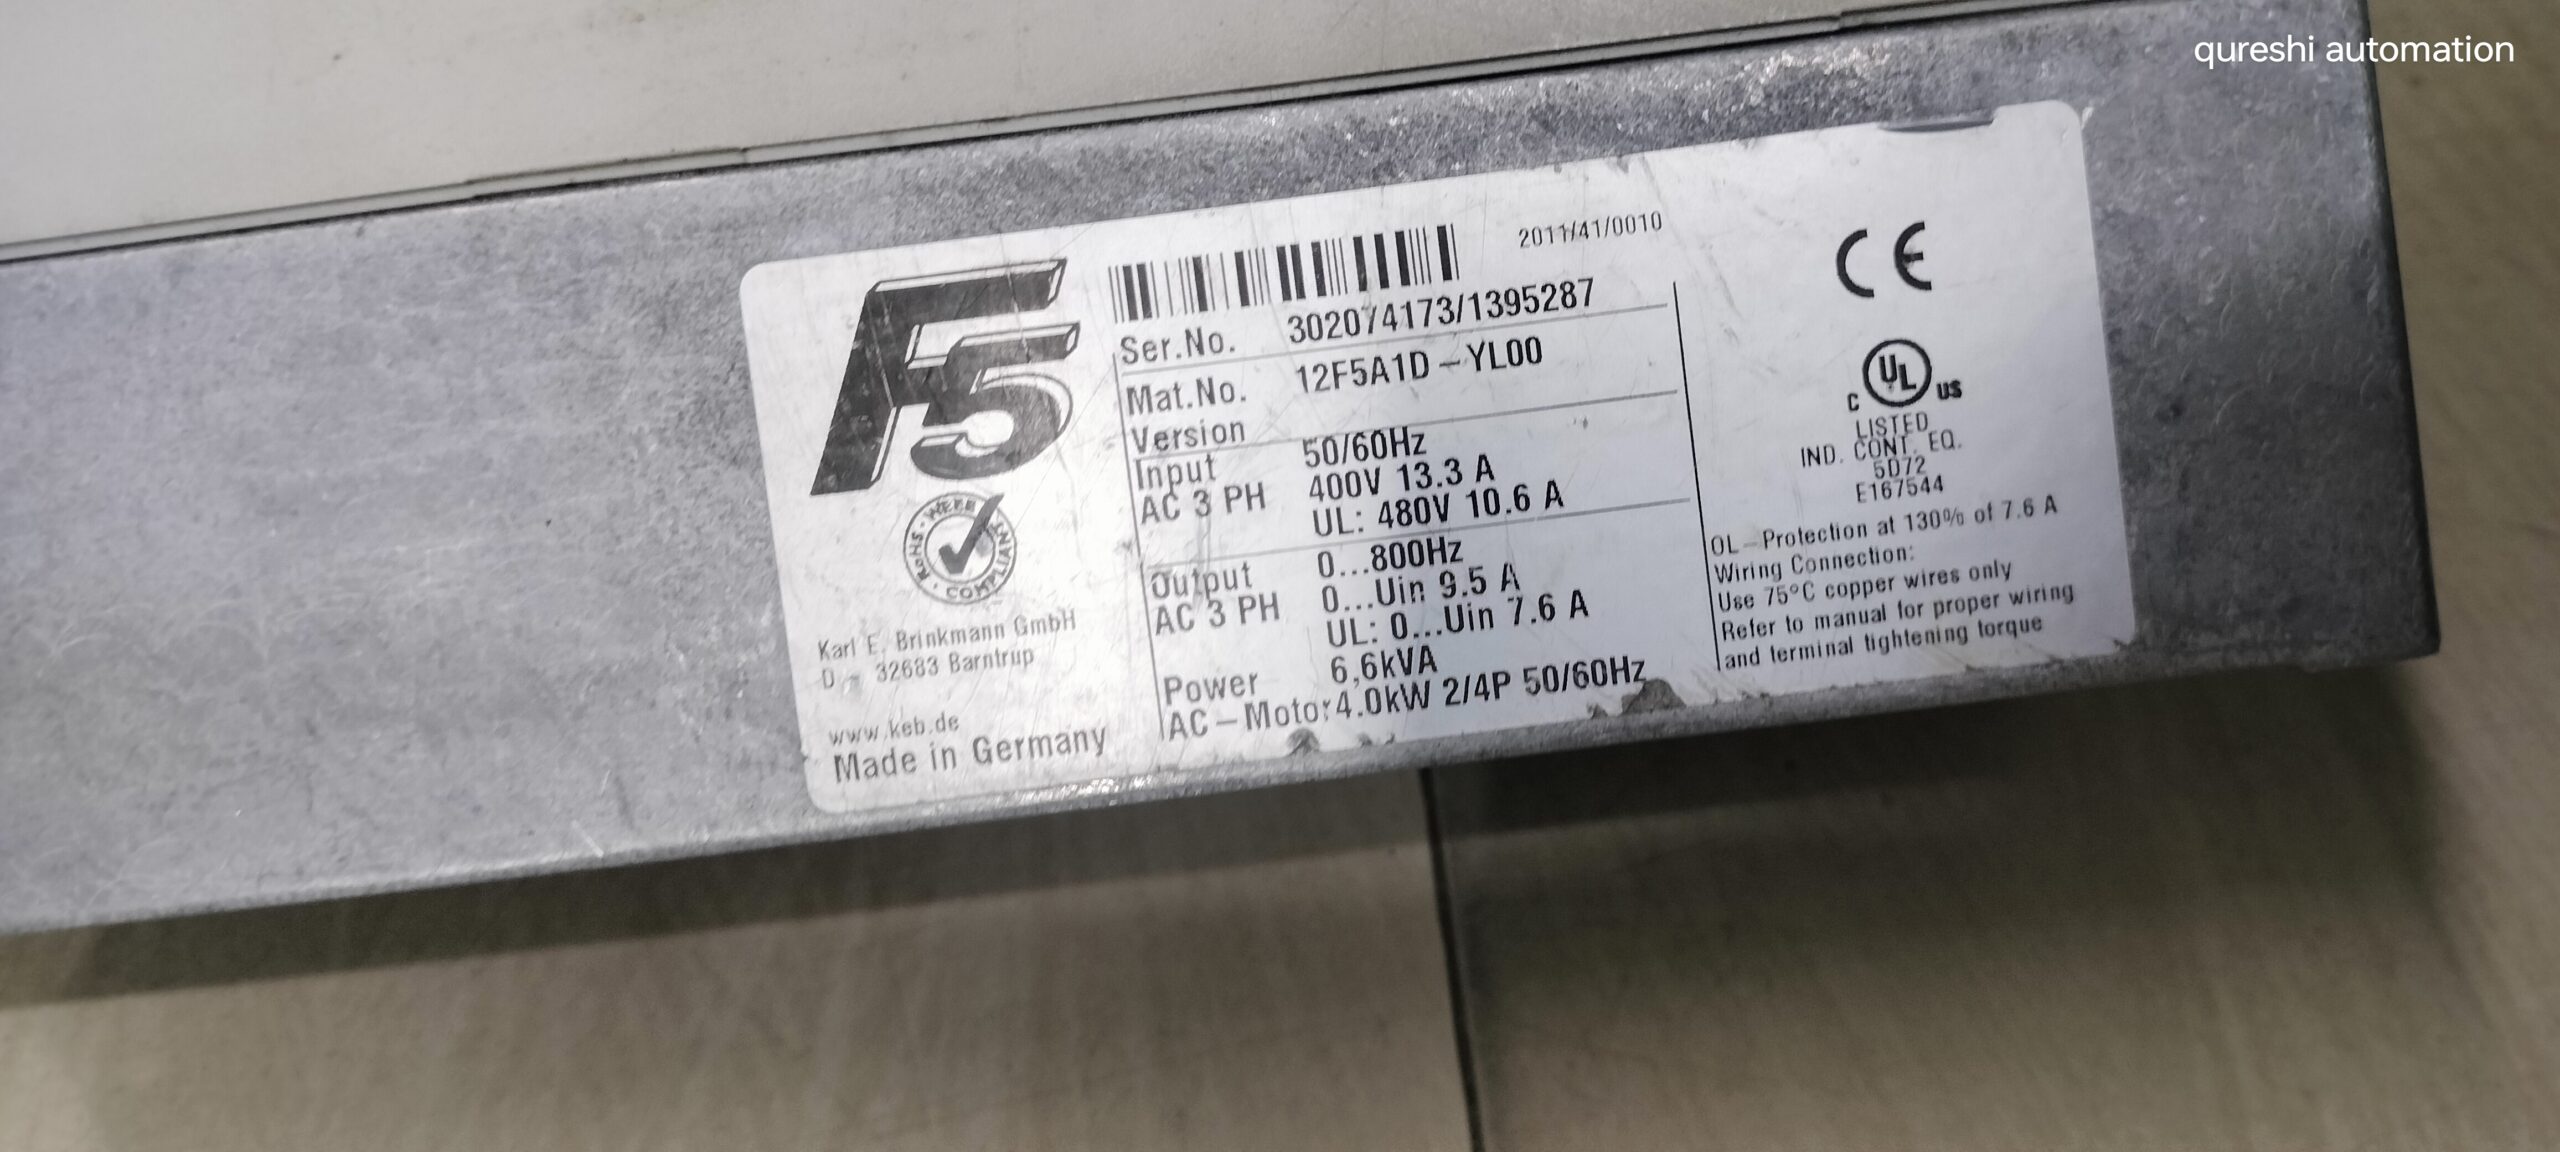 qureshi automation
F5
2011/41/0010
Ser.No. 302074173/1395287
Mat.No. 12F5A1D-YL00
Version
Input 50/60Hz
AC 3 PH 400V 13.3 A
UL: 480V 10.6 A
Output 0...800Hz
AC 3 PH 0...Uin 9.5 A
UL: 0...Uin 7.6 A
Power 6,6kVA
AC-Motor 4.0kW 2/4P 50/60Hz
RoHS · WEEE · COMPLIANT
Karl E. Brinkmann GmbH
D - 32683 Barntrup
www.keb.de
Made in Germany
CE
C UL US
LISTED
IND. CONT. EQ.
5D72
E167544
OL-Protection at 130% of 7.6 A
Wiring Connection:
Use 75°C copper wires only
Refer to manual for proper wiring
and terminal tightening torque